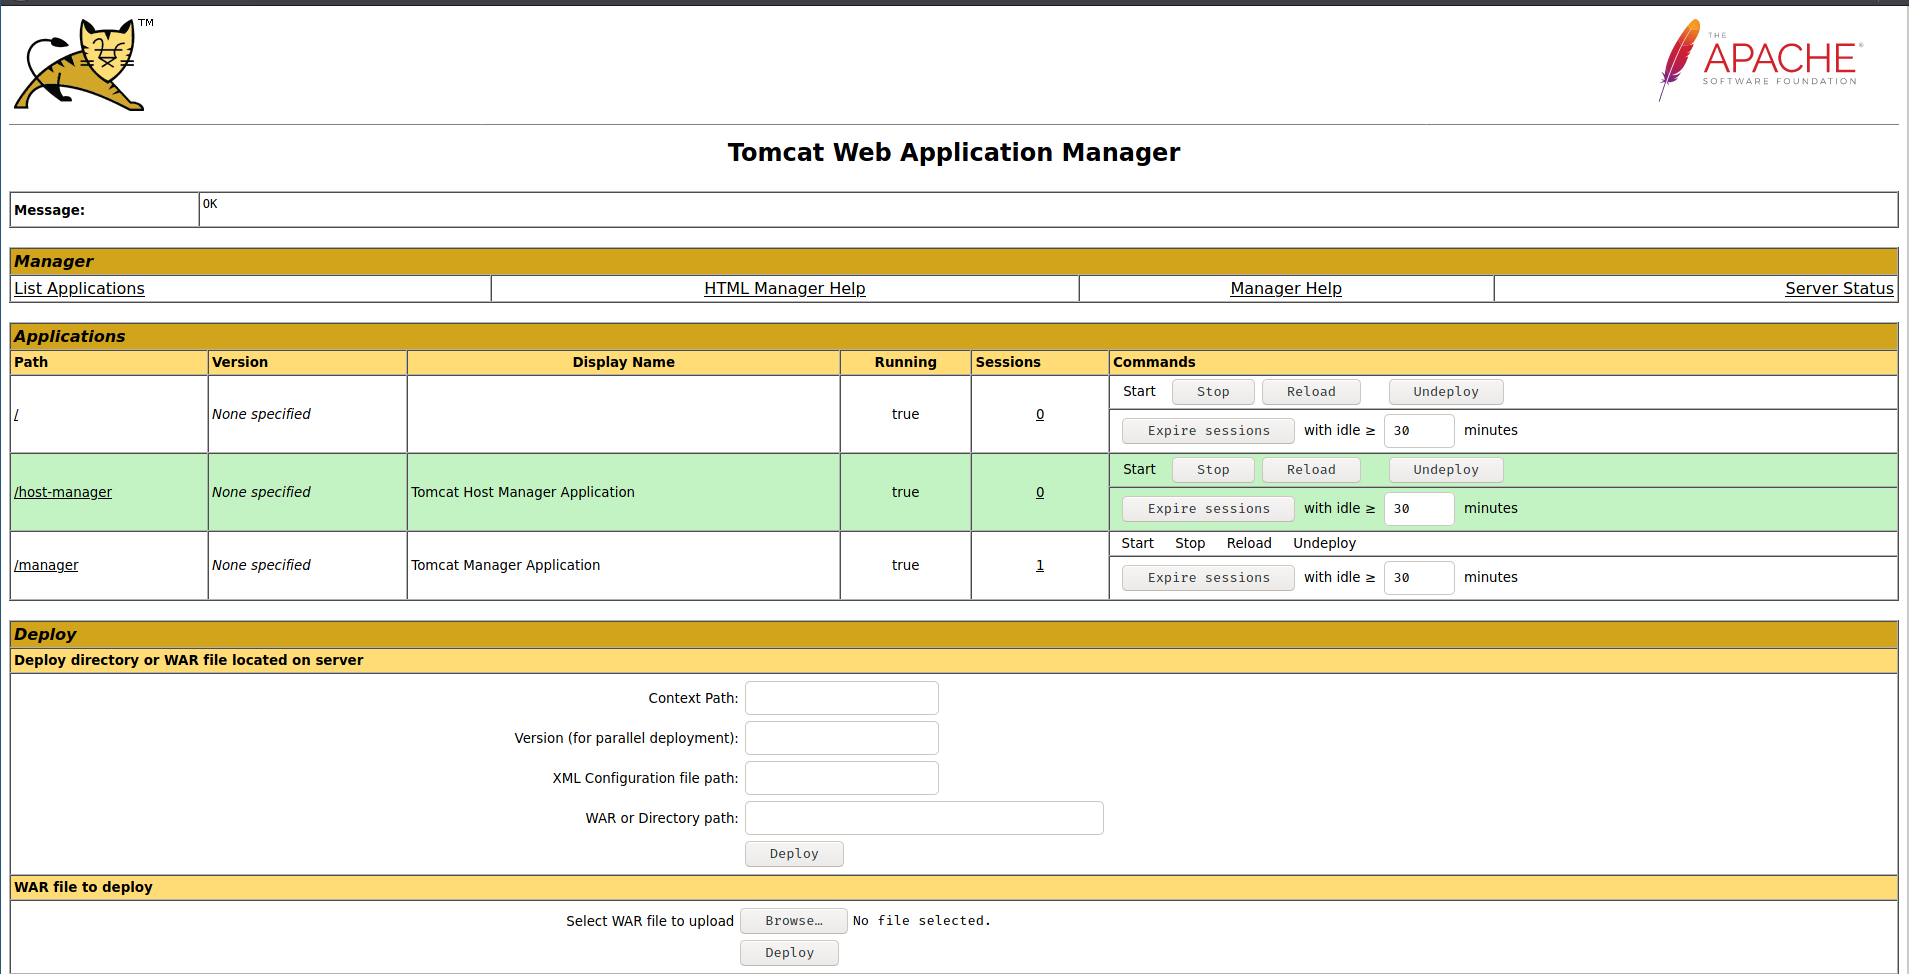 TM
THE
APACHE®
SOFTWARE FOUNDATION
Tomcat Web Application Manager
Message: OK
Manager
List Applications HTML Manager Help Manager Help Server Status
Applications
Path Version Display Name Running Sessions Commands
/ None specified true 0 Start Stop Reload Undeploy
Expire sessions with idle ≥ 30 minutes
/host-manager None specified Tomcat Host Manager Application true 0 Start Stop Reload Undeploy
Expire sessions with idle ≥ 30 minutes
/manager None specified Tomcat Manager Application true 1 Start Stop Reload Undeploy
Expire sessions with idle ≥ 30 minutes
Deploy
Deploy directory or WAR file located on server
Context Path:
Version (for parallel deployment):
XML Configuration file path:
WAR or Directory path:
Deploy
WAR file to deploy
Select WAR file to upload Browse… No file selected.
Deploy